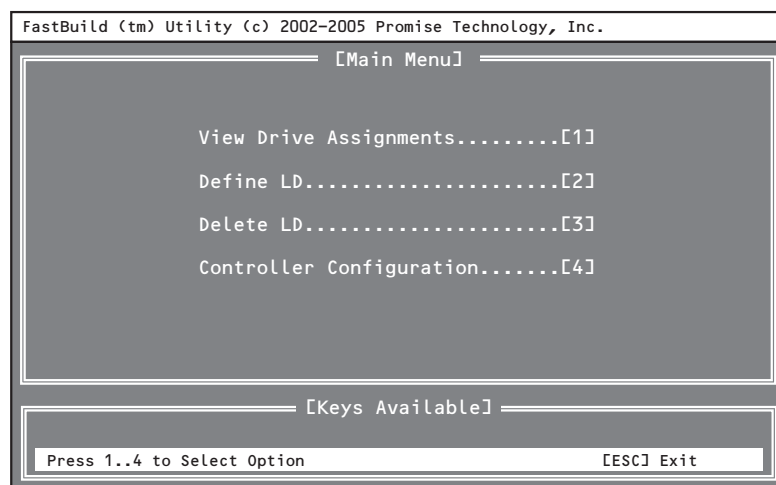 FastBuild (tm) Utility (c) 2002-2005 Promise Technology, Inc.
[Main Menu]
View Drive Assignments.........[1]
Define LD.......................[2]
Delete LD.......................[3]
Controller Configuration.......[4]
[Keys Available]
Press 1..4 to Select Option [ESC] Exit